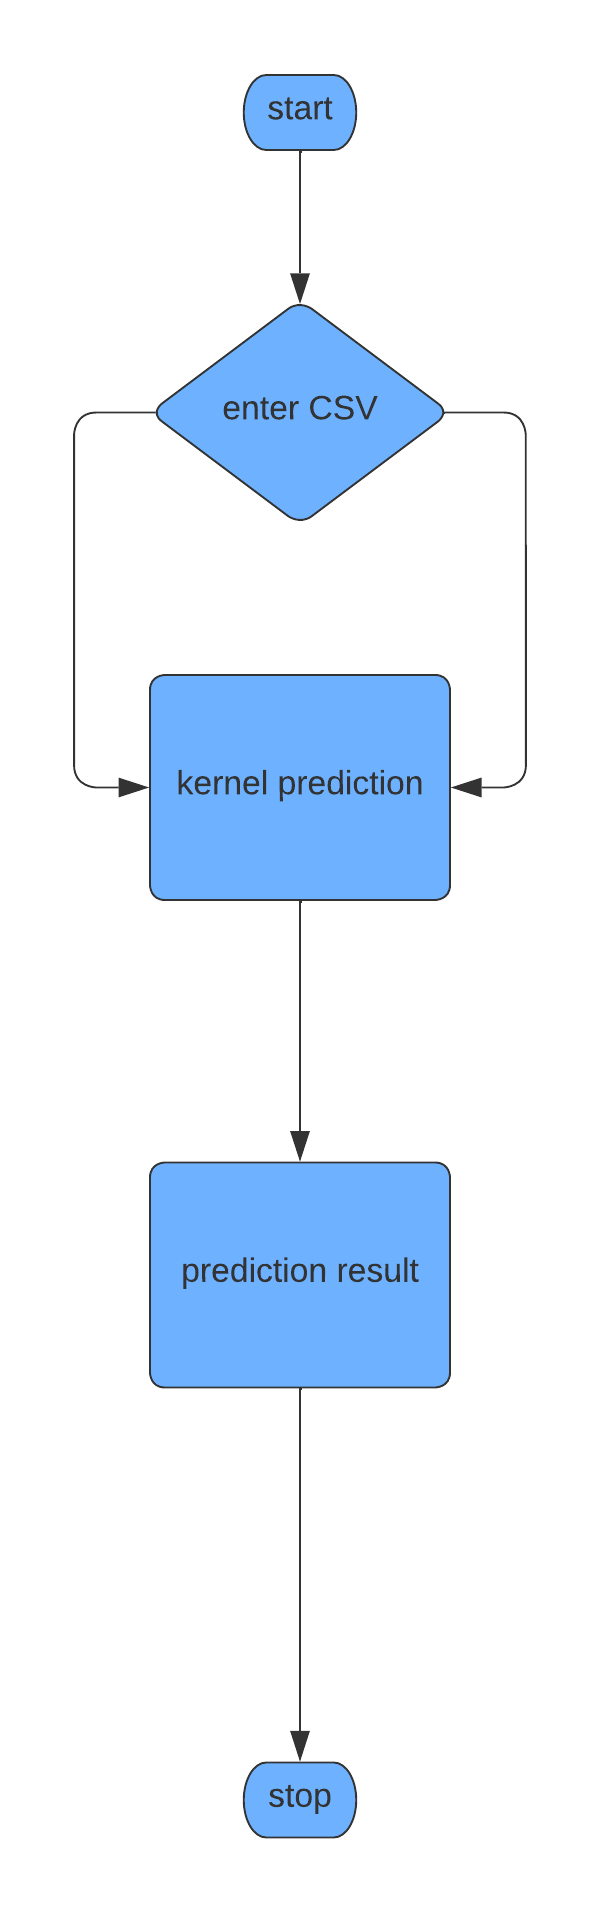 start
enter CSV
kernel prediction
prediction result
stop